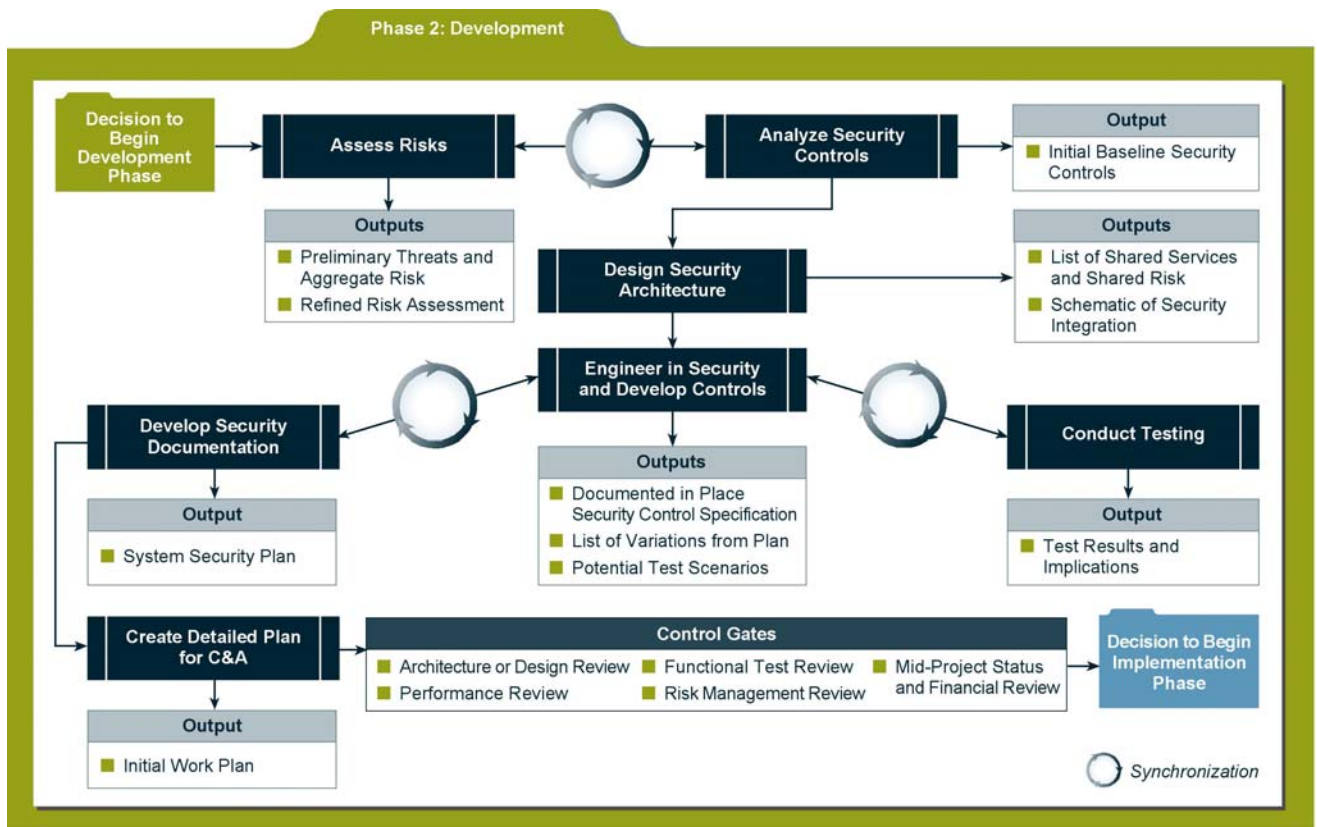 Phase 2: Development
Decision to
Begin
Development
Phase
Assess Risks
Analyze Security
Controls
Output
Initial Baseline Security
Controls
Outputs
Preliminary Threats and
Aggregate Risk
Refined Risk Assessment
Design Security
Architecture
Outputs
List of Shared Services
and Shared Risk
Schematic of Security
Integration
Engineer in Security
and Develop Controls
Develop Security
Documentation
Conduct Testing
Output
System Security Plan
Outputs
Documented in Place
Security Control Specification
List of Variations from Plan
Potential Test Scenarios
Output
Test Results and
Implications
Create Detailed Plan
for C&A
Control Gates
Architecture or Design Review
Performance Review
Functional Test Review
Risk Management Review
Mid-Project Status
and Financial Review
Decision to Begin
Implementation
Phase
Output
Initial Work Plan
Synchronization